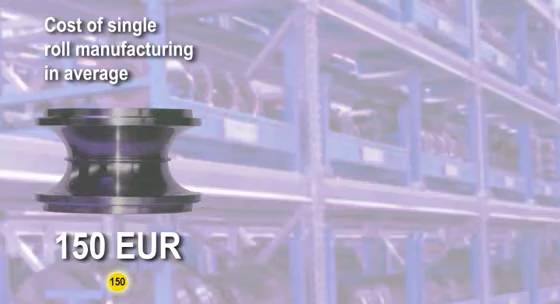 Cost of single
roll manufacturing
in average
150 EUR
150